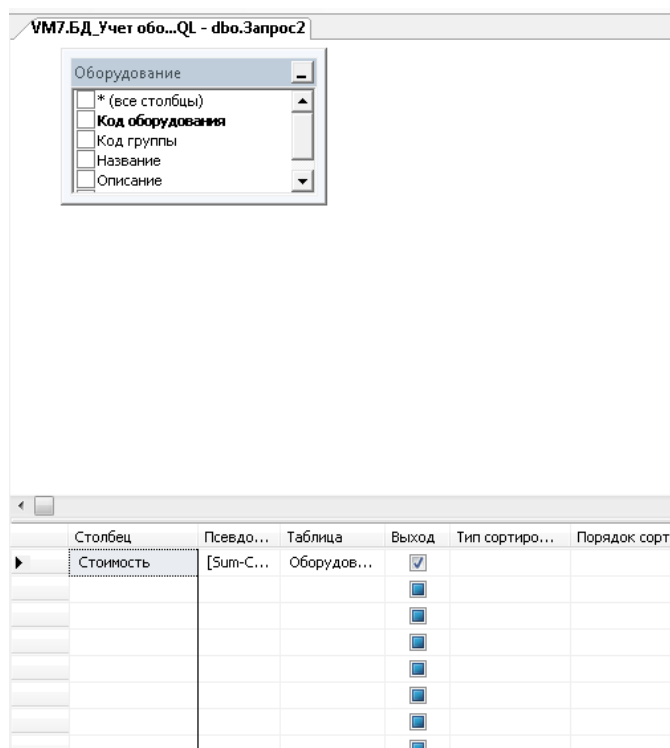 VM7.БД_Учет обо...QL - dbo.Запрос2
Оборудование
* (все столбцы)
Код оборудования
Код группы
Название
Описание
Столбец Псевдо... Таблица Выход Тип сортиро... Порядок сорт
Стоимость [Sum-С... Оборудов...